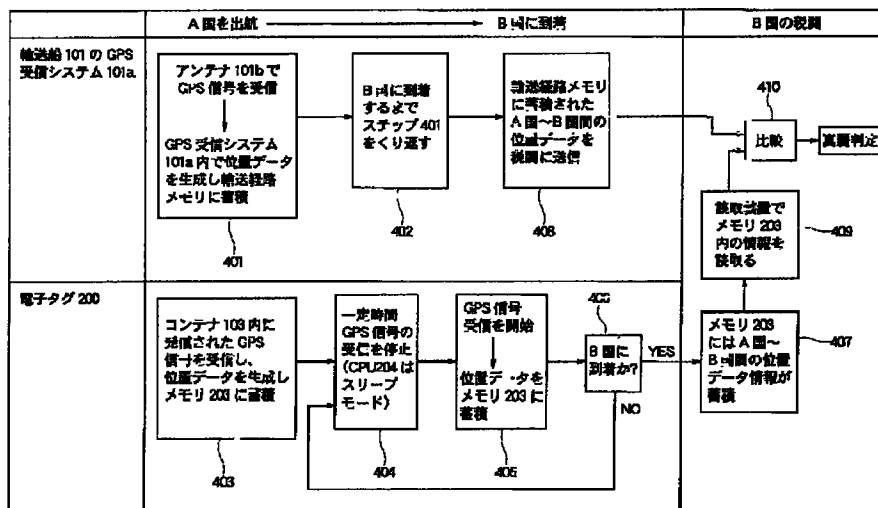 A国を出航
B国に到着
B国の税関
輸送船101のGPS
受信システム101a
アンテナ101bで
GPS信号を受信
GPS受信システム
101a内で位置データ
を生成し輸送経路
メモリに蓄積
401
B国に到着
するまで
ステップ401
をくり返す
402
輸送経路メモリ
に蓄積された
A国〜B国間の
位置データを
税関に送信
408
410
比較
真贋判定
読取装置で
メモリ203
内の情報を
読取る
409
電子タグ200
コンテナ103内に
送信されたGPS
信号を受信し、
位置データを生成し
メモリ203に蓄積
403
一定時間
GPS信号の
受信を停止
(CPU204は
スリープ
モード)
404
GPS信号
受信を開始
位置データを
メモリ203に
蓄積
405
406
B国に
到着か?
YES
NO
メモリ203
にはA国〜
B国間の位置
データ情報が
蓄積
407